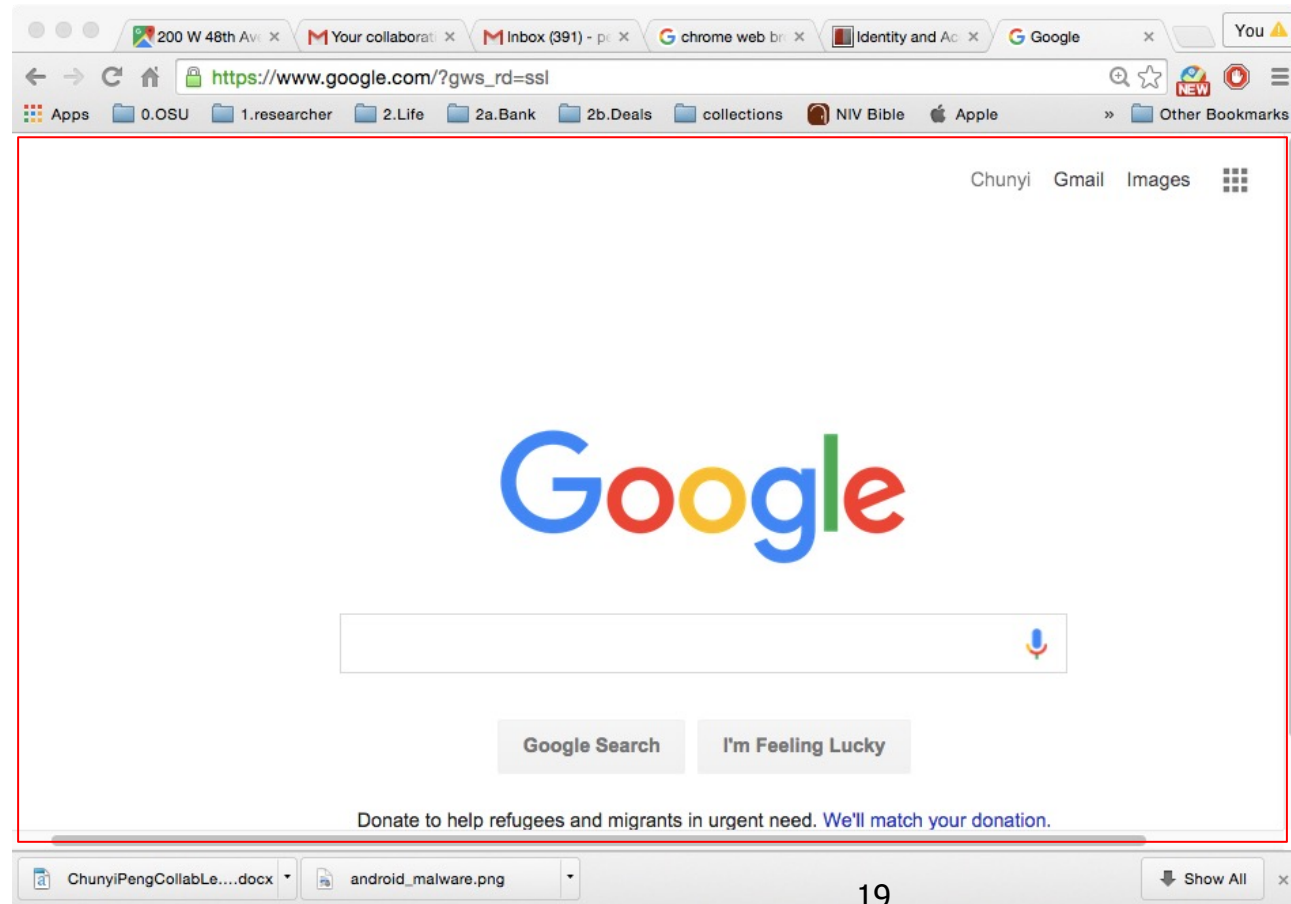 200 W 48th Ave Your collaborati Inbox (391) - pe chrome web br Identity and Ac Google You
https://www.google.com/?gws_rd=ssl NEW
Apps 0.OSU 1.researcher 2.Life 2a.Bank 2b.Deals collections NIV Bible Apple » Other Bookmarks
Chunyi Gmail Images
Google
Google Search I'm Feeling Lucky
Donate to help refugees and migrants in urgent need. We'll match your donation.
ChunyiPengCollabLe....docx android_malware.png Show All
19